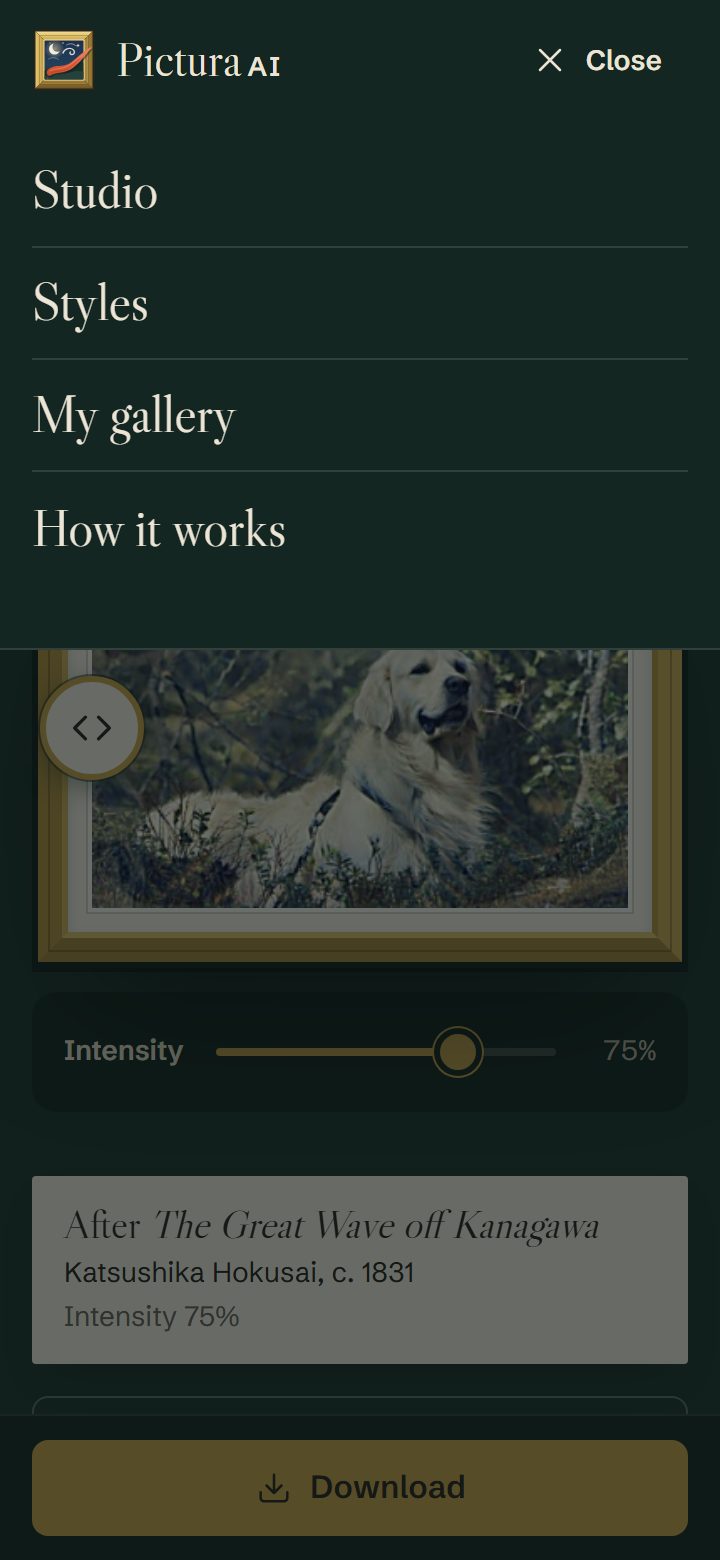 Pictura AI
Close
Studio
Styles
My gallery
How it works
Intensity 75%
After The Great Wave off Kanagawa
Katsushika Hokusai, c. 1831
Intensity 75%
Download